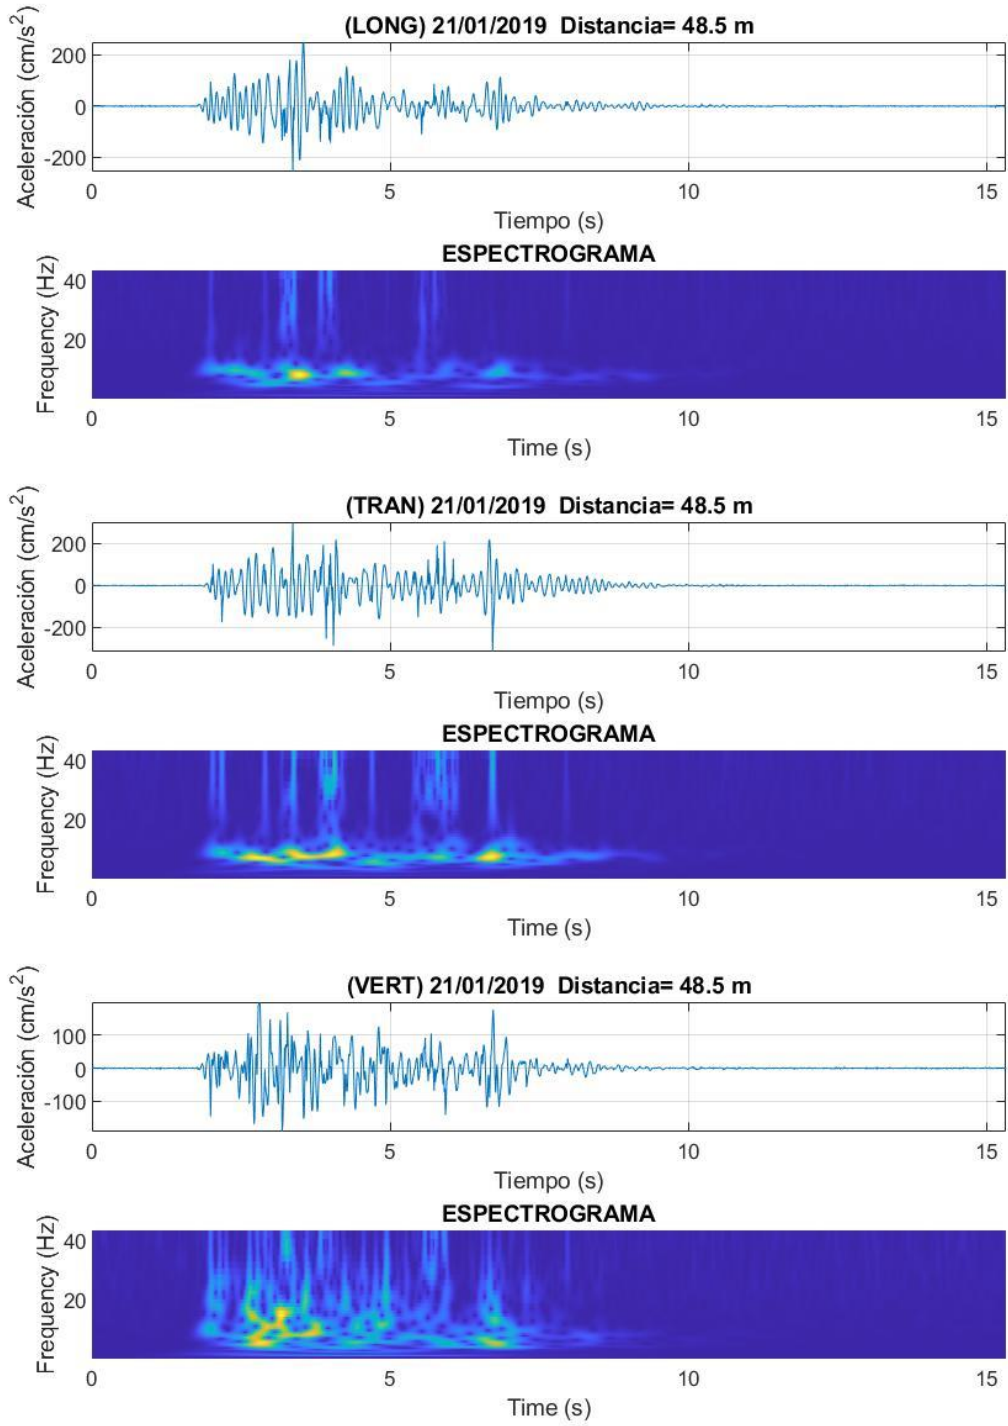 (LONG) 21/01/2019  Distancia= 48.5 m
Aceleración (cm/s²)
200
0
-200
0 5 10 15
Tiempo (s)
ESPECTROGRAMA
Frequency (Hz)
40
20
0 5 10 15
Time (s)
(TRAN) 21/01/2019  Distancia= 48.5 m
Aceleración (cm/s²)
200
0
-200
0 5 10 15
Tiempo (s)
ESPECTROGRAMA
Frequency (Hz)
40
20
0 5 10 15
Time (s)
(VERT) 21/01/2019  Distancia= 48.5 m
Aceleración (cm/s²)
100
0
-100
0 5 10 15
Tiempo (s)
ESPECTROGRAMA
Frequency (Hz)
40
20
0 5 10 15
Time (s)